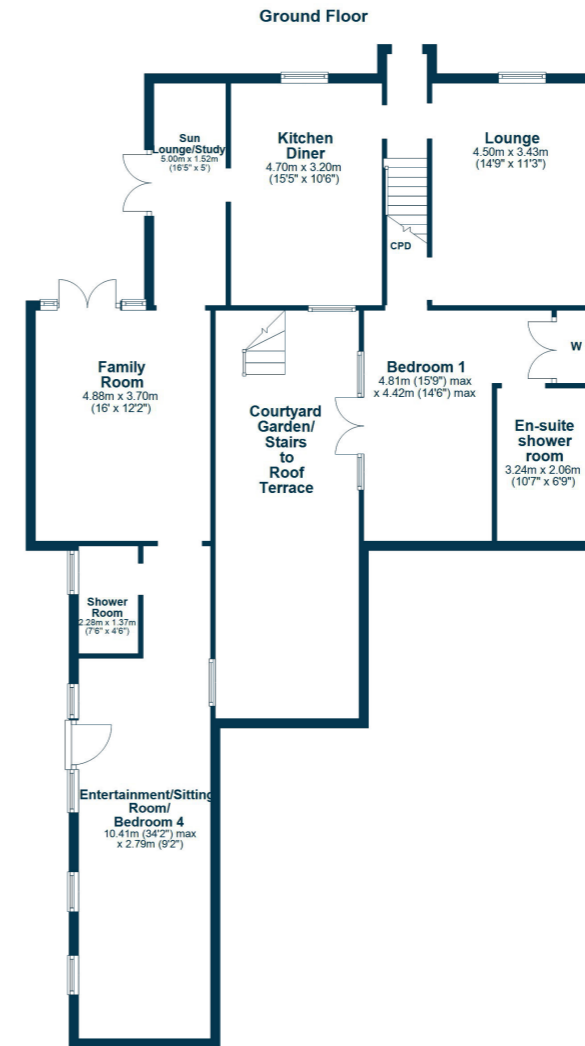 Ground Floor
Sun
Lounge/Study
5.00m x 1.52m
(16'5" x 5')
Kitchen
Diner
4.70m x 3.20m
(15'5" x 10'6")
Lounge
4.50m x 3.43m
(14'9" x 11'3")
CPD
Family
Room
4.88m x 3.70m
(16' x 12'2")
Courtyard
Garden/
Stairs
to
Roof
Terrace
Bedroom 1
4.81m (15'9") max
x 4.42m (14'6") max
W
En-suite
shower
room
3.24m x 2.06m
(10'7" x 6'9")
Shower
Room
2.28m x 1.37m
(7'6" x 4'6")
Entertainment/Sitting
Room/
Bedroom 4
10.41m (34'2") max
x 2.79m (9'2")